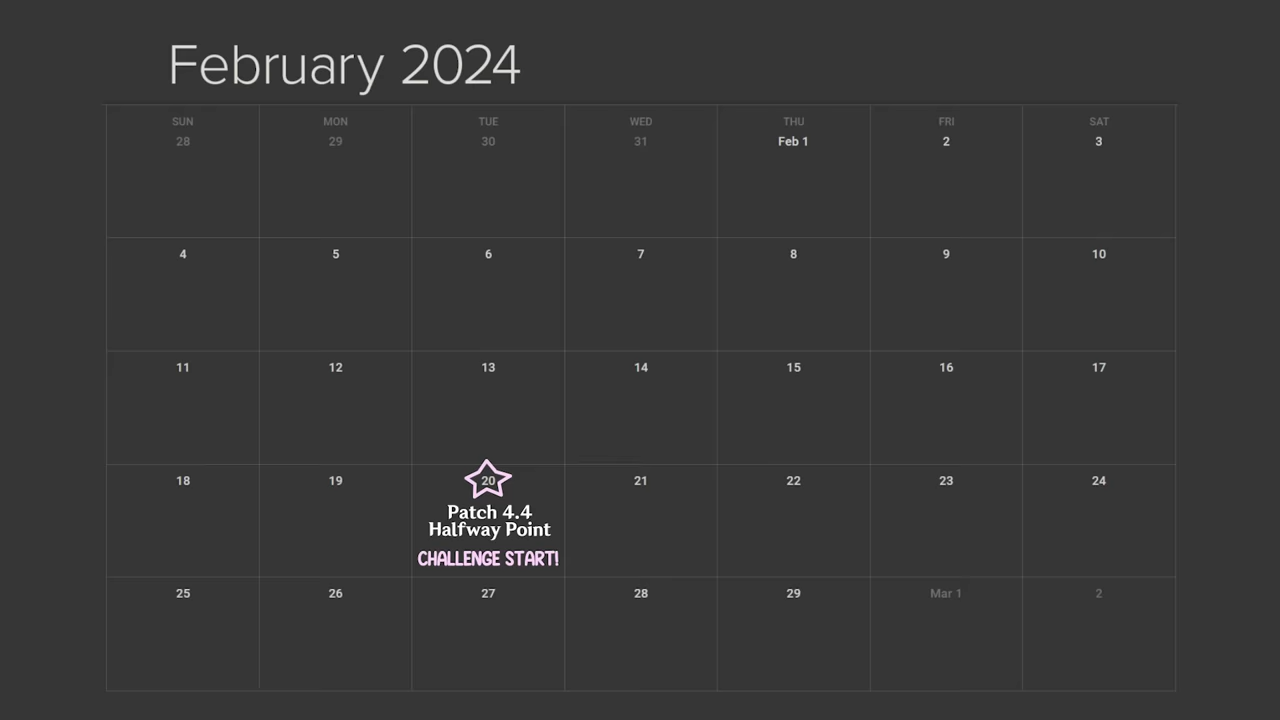 February 2024
SUN MON TUE WED THU FRI SAT
28 29 30 31 Feb 1 2 3
4 5 6 7 8 9 10
11 12 13 14 15 16 17
18 19 20 21 22 23 24
Patch 4.4
Halfway Point
CHALLENGE START!
25 26 27 28 29 Mar 1 2